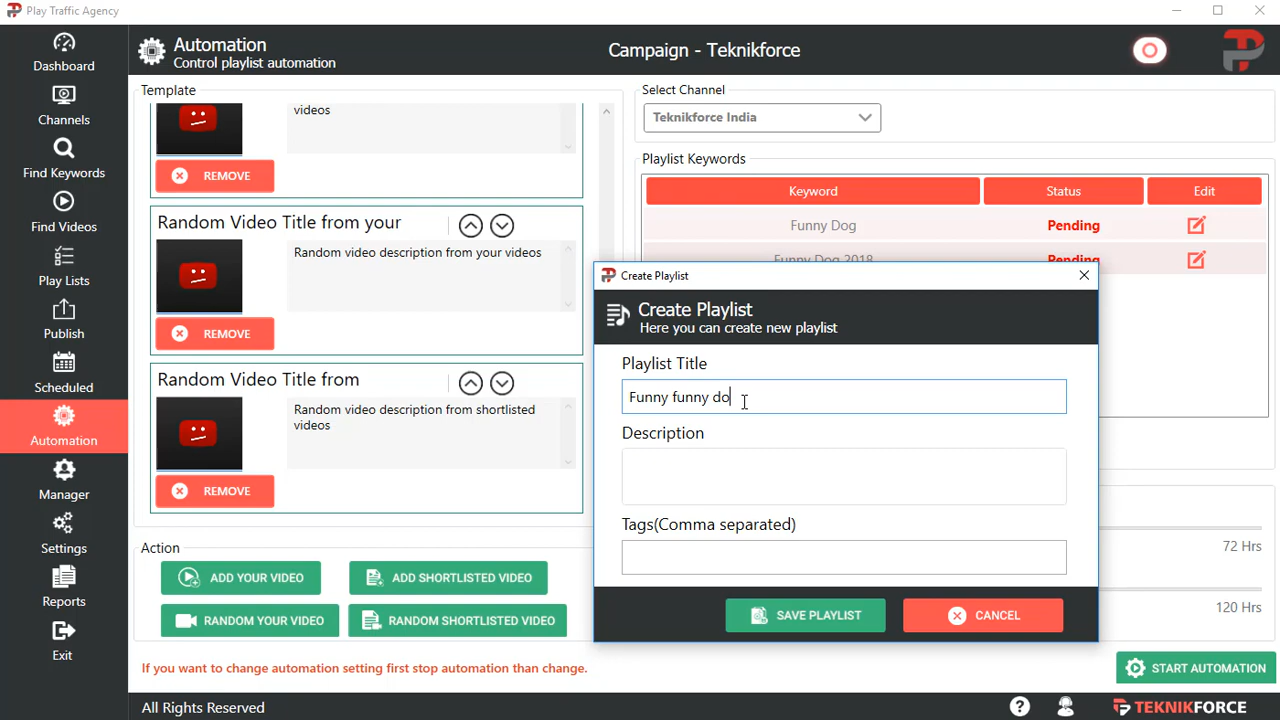 Play Traffic Agency
Automation
Control playlist automation
Campaign - Teknikforce
Dashboard
Channels
Find Keywords
Find Videos
Play Lists
Publish
Scheduled
Automation
Manager
Settings
Reports
Exit
Template
videos
REMOVE
Random Video Title from your
Random video description from your videos
REMOVE
Random Video Title from
Random video description from shortlisted
videos
REMOVE
Action
ADD YOUR VIDEO
ADD SHORTLISTED VIDEO
RANDOM YOUR VIDEO
RANDOM SHORTLISTED VIDEO
Select Channel
Teknikforce India
Playlist Keywords
Keyword Status Edit
Funny Dog Pending
Funny Dog 2018 Pending
Create Playlist
Create Playlist
Here you can create new playlist
Playlist Title
Funny funny do
Description
Tags(Comma separated)
SAVE PLAYLIST
CANCEL
72 Hrs
120 Hrs
If you want to change automation setting first stop automation than change.
START AUTOMATION
All Rights Reserved
?
TEKNIKFORCE